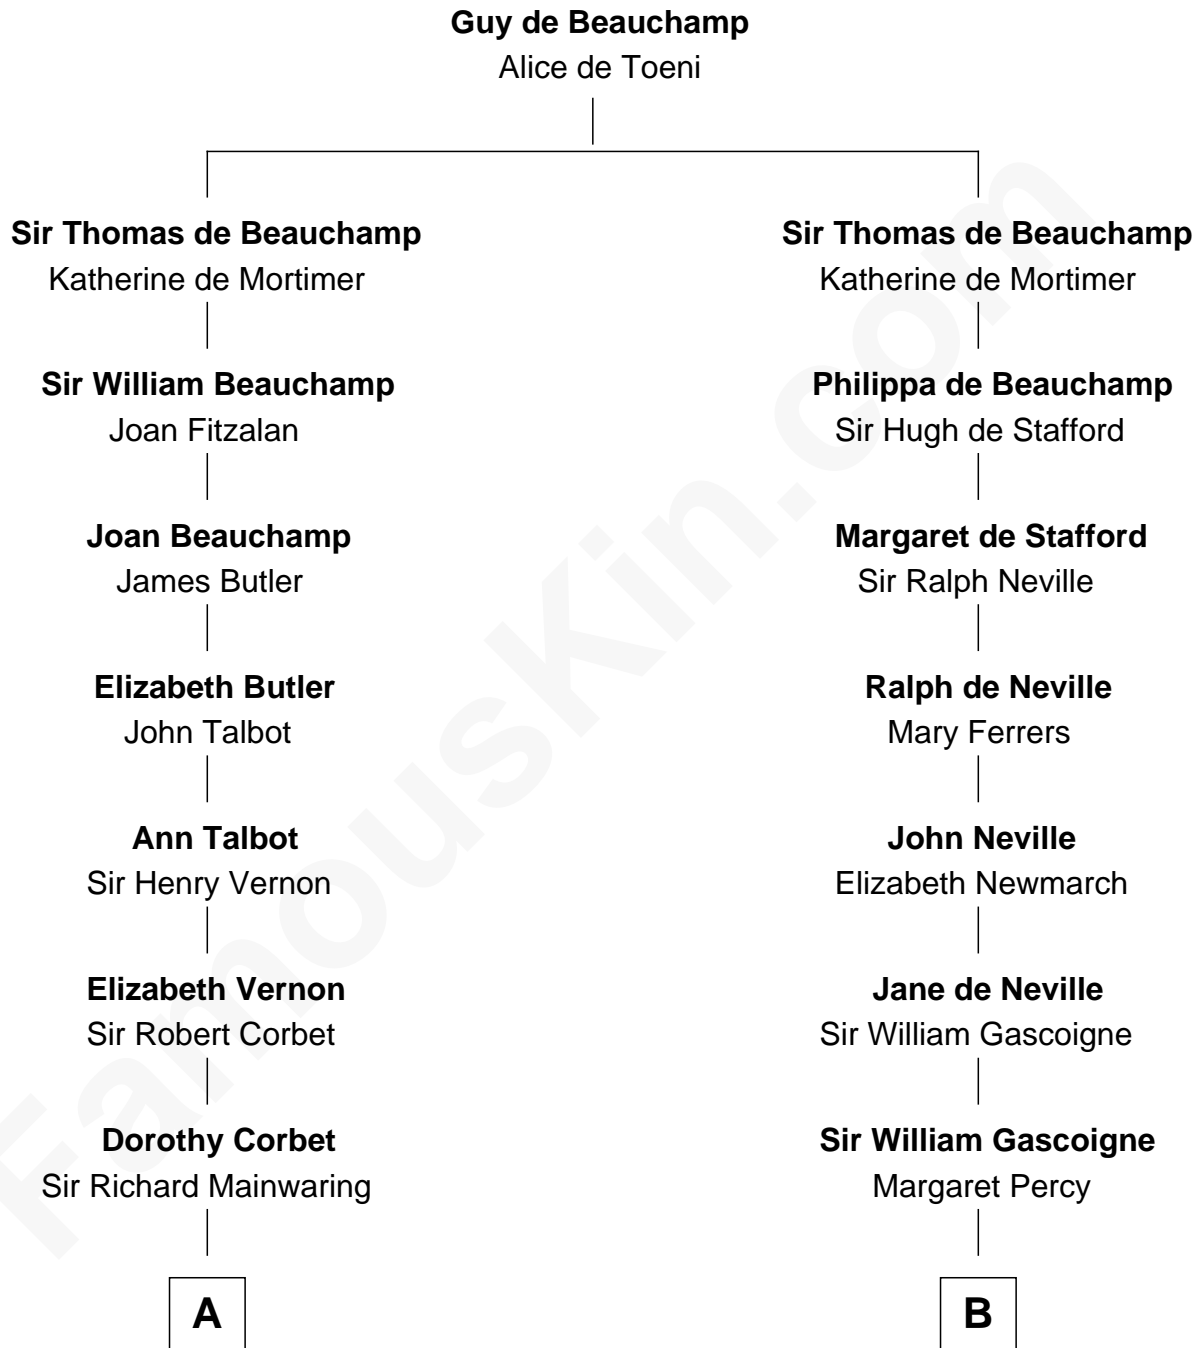 Guy de Beauchamp
Alice de Toeni
Sir Thomas de Beauchamp
Katherine de Mortimer
Sir Thomas de Beauchamp
Katherine de Mortimer
Sir William Beauchamp
Joan Fitzalan
Philippa de Beauchamp
Sir Hugh de Stafford
Joan Beauchamp
James Butler
Margaret de Stafford
Sir Ralph Neville
Elizabeth Butler
John Talbot
Ralph de Neville
Mary Ferrers
Ann Talbot
Sir Henry Vernon
John Neville
Elizabeth Newmarch
Elizabeth Vernon
Sir Robert Corbet
Jane de Neville
Sir William Gascoigne
Dorothy Corbet
Sir Richard Mainwaring
Sir William Gascoigne
Margaret Percy
A
B
FamousKin.com